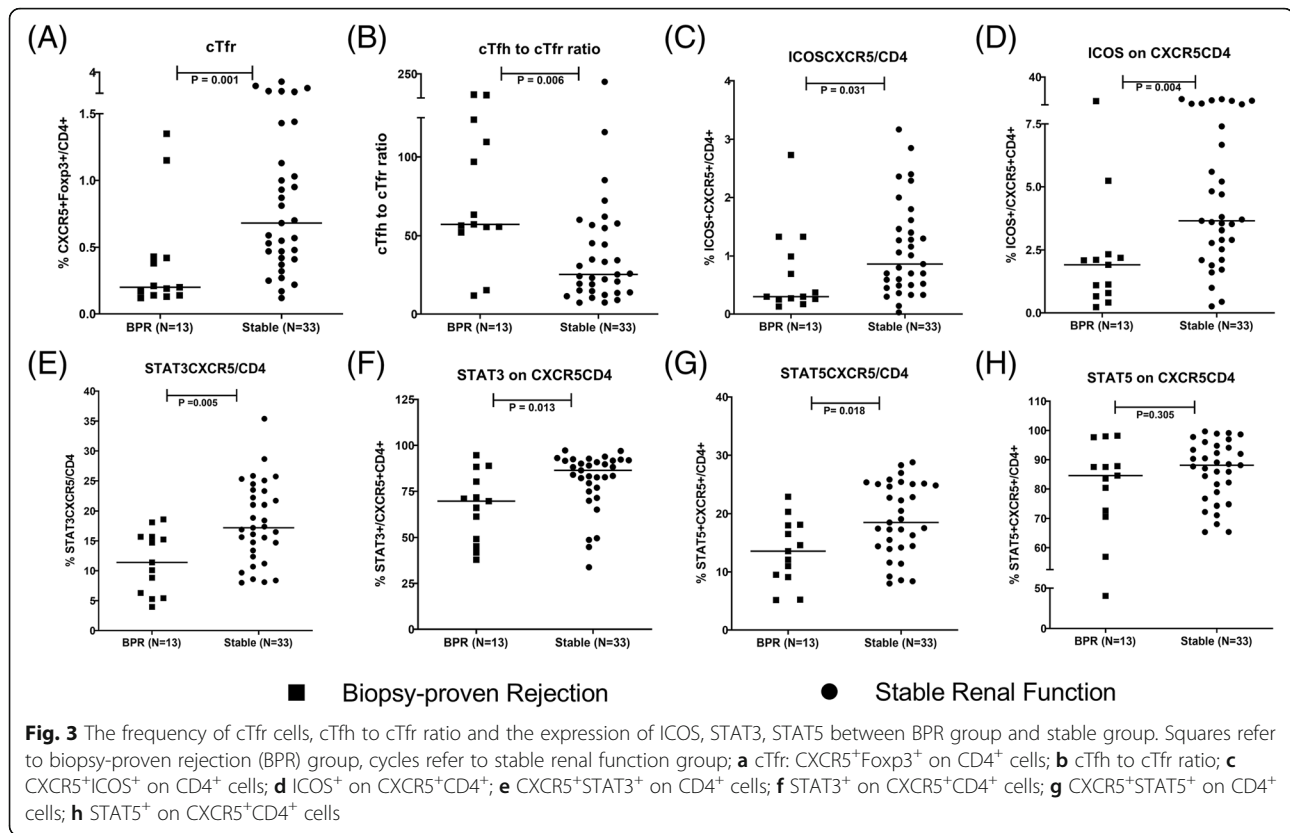 (A)
cTfr
P = 0.001
% CXCR5+Foxp3+/CD4+
4
2
1.5
1.0
0.5
0.0
BPR (N=13) Stable (N=33)
(B)
cTfh to cTfr ratio
P = 0.006
cTfh to cTfr ratio
250
100
50
0
BPR (N=13) Stable (N=33)
(C)
ICOSCXCR5/CD4
P = 0.031
% ICOS+CXCR5+/CD4+
4
3
2
1
0
BPR (N=13) Stable (N=33)
(D)
ICOS on CXCR5CD4
P = 0.004
% ICOS+/CXCR5+CD4+
40
7.5
5.0
2.5
0.0
BPR (N=13) Stable (N=33)
(E)
STAT3CXCR5/CD4
P =0.005
% STAT3CXCR5/CD4
40
35
30
25
20
15
10
5
0
BPR (N=13) Stable (N=33)
(F)
STAT3 on CXCR5CD4
P = 0.013
% STAT3+/CXCR5+CD4+
125
100
75
50
25
0
BPR (N=13) Stable (N=33)
(G)
STAT5CXCR5/CD4
P= 0.018
% STAT5+CXCR5+/CD4+
40
30
20
10
0
BPR (N=13) Stable (N=33)
(H)
STAT5 on CXCR5CD4
P=0.305
% STAT5+CXCR5+/CD4+
110
100
90
80
70
60
50
0
BPR (N=13) Stable (N=33)
Biopsy-proven Rejection Stable Renal Function
Fig. 3 The frequency of cTfr cells, cTfh to cTfr ratio and the expression of ICOS, STAT3, STAT5 between BPR group and stable group. Squares refer
to biopsy-proven rejection (BPR) group, cycles refer to stable renal function group; a cTfr: CXCR5⁺Foxp3⁺ on CD4⁺ cells; b cTfh to cTfr ratio; c
CXCR5⁺ICOS⁺ on CD4⁺ cells; d ICOS⁺ on CXCR5⁺CD4⁺; e CXCR5⁺STAT3⁺ on CD4⁺ cells; f STAT3⁺ on CXCR5⁺CD4⁺ cells; g CXCR5⁺STAT5⁺ on CD4⁺
cells; h STAT5⁺ on CXCR5⁺CD4⁺ cells